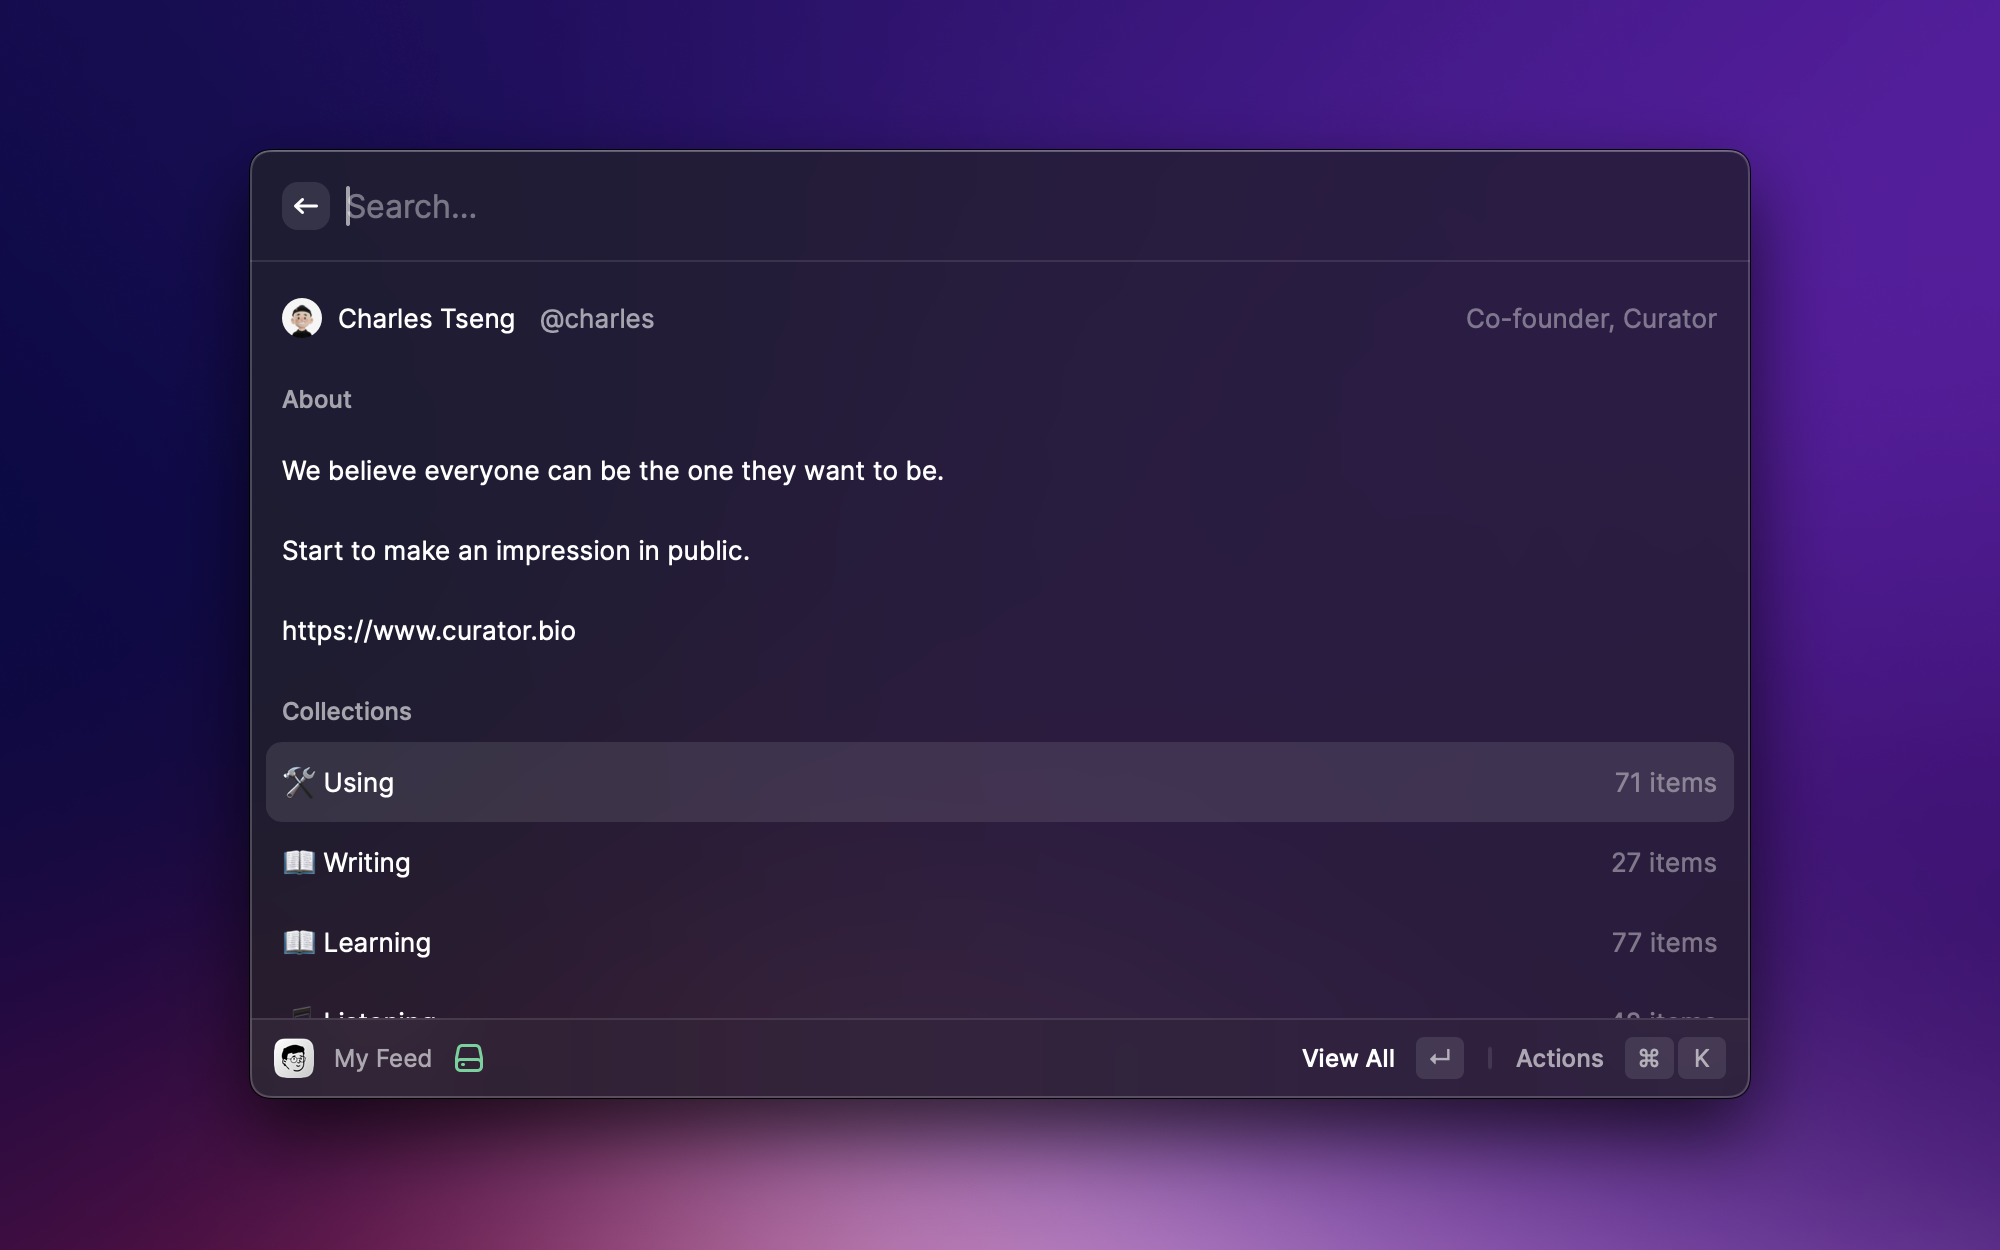 Search...
Charles Tseng @charles Co-founder, Curator
About
We believe everyone can be the one they want to be.
Start to make an impression in public.
https://www.curator.bio
Collections
Using 71 items
Writing 27 items
Learning 77 items
Listening items
My Feed View All ↵ Actions ⌘ K